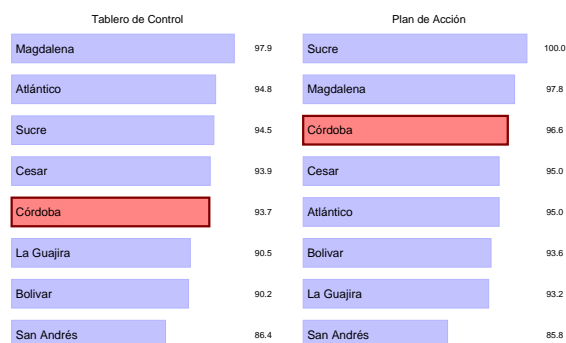 Tablero de Control
Magdalena 97.9
Atlántico 94.8
Sucre 94.5
Cesar 93.9
Córdoba 93.7
La Guajira 90.5
Bolivar 90.2
San Andrés 86.4
Plan de Acción
Sucre 100.0
Magdalena 97.8
Córdoba 96.6
Cesar 95.0
Atlántico 95.0
Bolivar 93.6
La Guajira 93.2
San Andrés 85.8